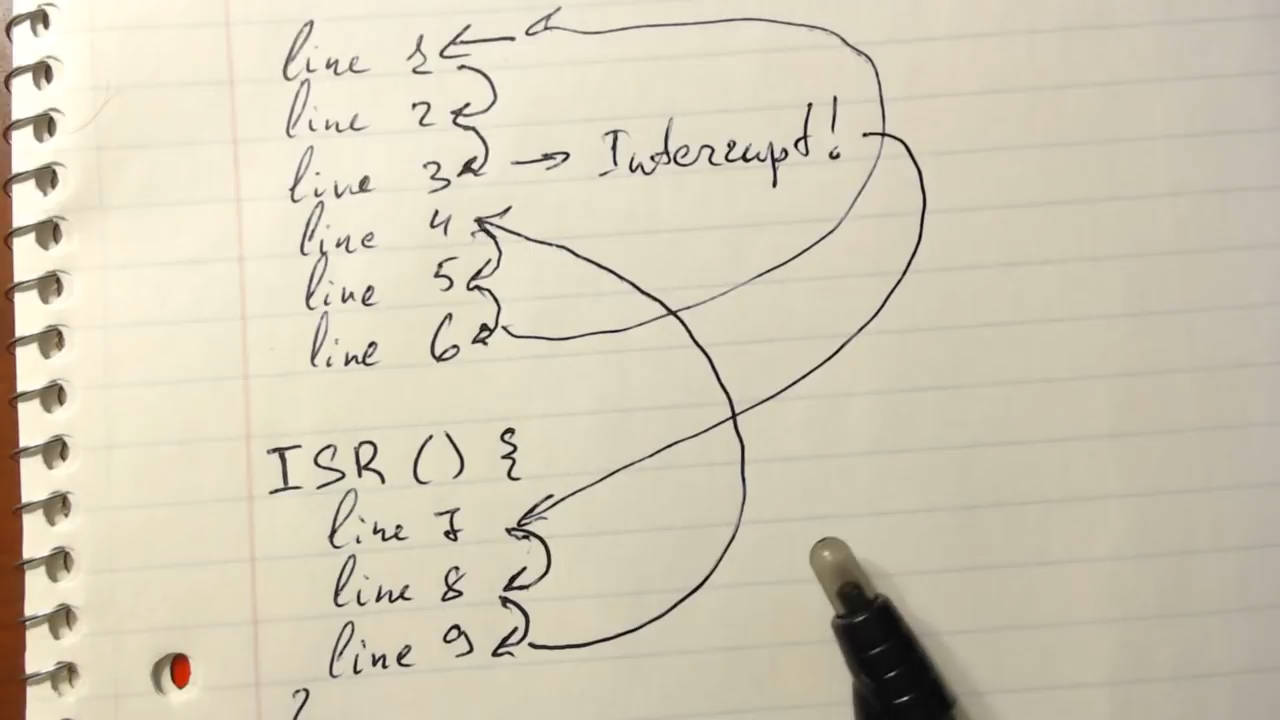 line 1
line 2
line 3 → Interrupt!
line 4
line 5
line 6
ISR () {
line 7
line 8
line 9
}